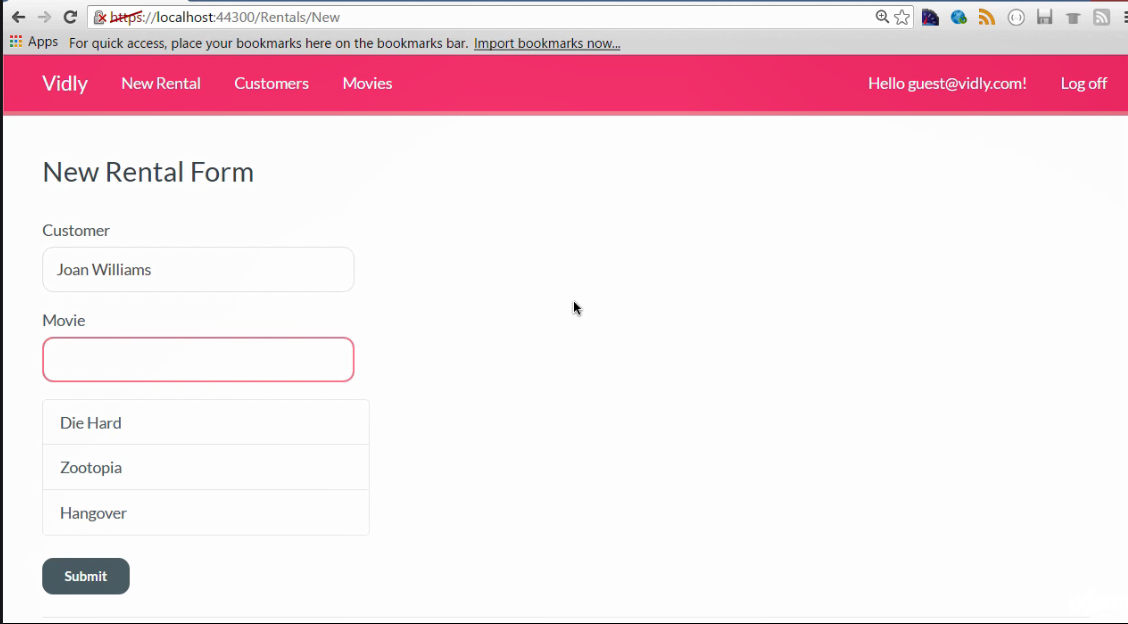 https://localhost:44300/Rentals/New
Apps For quick access, place your bookmarks here on the bookmarks bar. Import bookmarks now...
Vidly New Rental Customers Movies Hello guest@vidly.com! Log off
New Rental Form
Customer
Joan Williams
Movie
Die Hard
Zootopia
Hangover
Submit